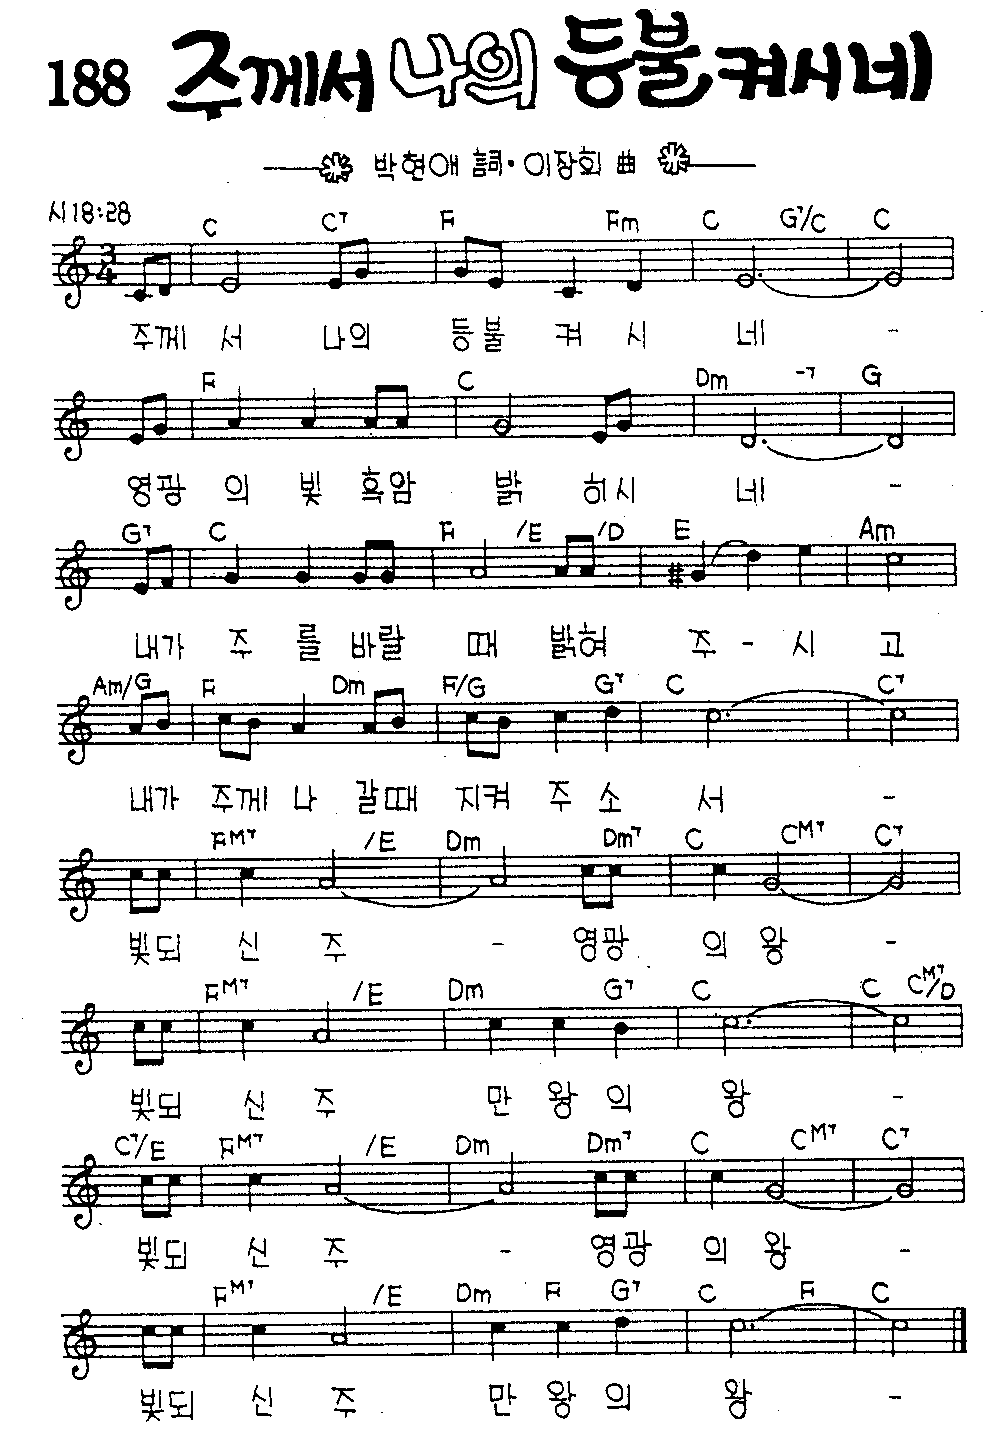 188 주께서 나의 등불 켜시네
박현애 詞·이장희 曲
시18:28
C C7 F Fm C G7/C C
3/4
주께 서 나의 등불 켜 시 네 -
F C Dm -7 G
영광 의 빛 흑암 밝 히시 네 -
G7 C F /E /D E Am
내가 주 를 바랄 때 밝혀 주 - 시 고
Am/G F Dm F/G G7 C C7
내가 주께 나 갈때 지켜 주 소 서 -
FM7 /E Dm Dm7 C CM7 C7
빛되 신 주 - 영광 의 왕 -
FM7 /E Dm G7 C C CM7/D
빛되 신 주 만 왕 의 왕 -
C7/E FM7 /E Dm Dm7 C CM7 C7
빛되 신 주 - 영광 의 왕 -
FM7 /E Dm F G7 C F C
빛되 신 주 만 왕 의 왕 -